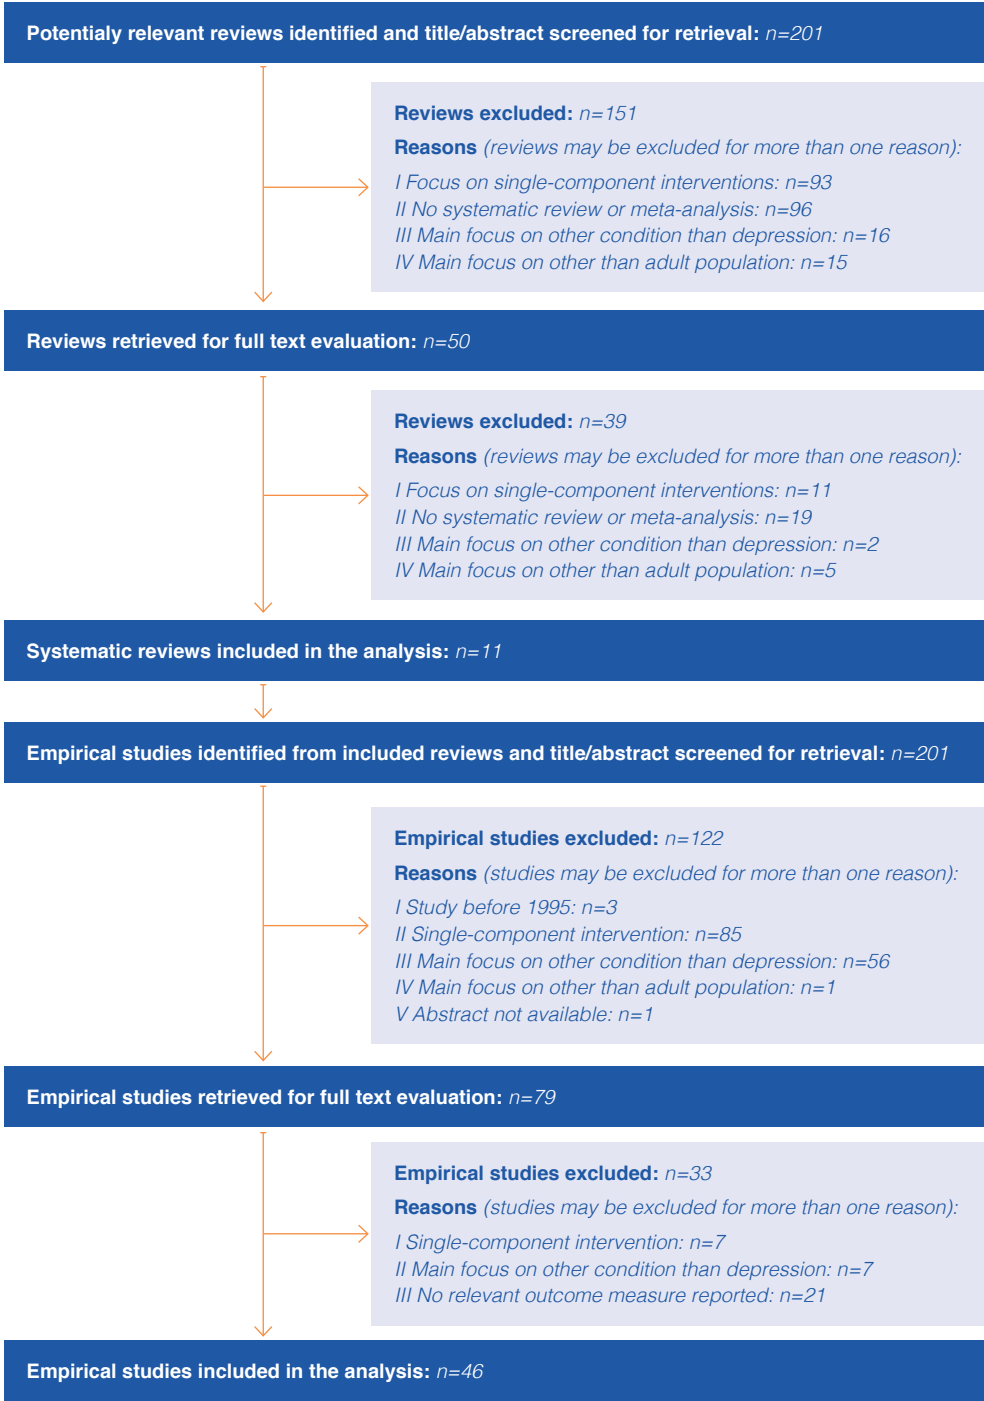 Potentialy relevant reviews identified and title/abstract screened for retrieval: n=201
Reviews excluded: n=151
Reasons (reviews may be excluded for more than one reason):
I Focus on single-component interventions: n=93
II No systematic review or meta-analysis: n=96
III Main focus on other condition than depression: n=16
IV Main focus on other than adult population: n=15
Reviews retrieved for full text evaluation: n=50
Reviews excluded: n=39
Reasons (reviews may be excluded for more than one reason):
I Focus on single-component interventions: n=11
II No systematic review or meta-analysis: n=19
III Main focus on other condition than depression: n=2
IV Main focus on other than adult population: n=5
Systematic reviews included in the analysis: n=11
Empirical studies identified from included reviews and title/abstract screened for retrieval: n=201
Empirical studies excluded: n=122
Reasons (studies may be excluded for more than one reason):
I Study before 1995: n=3
II Single-component intervention: n=85
III Main focus on other condition than depression: n=56
IV Main focus on other than adult population: n=1
V Abstract not available: n=1
Empirical studies retrieved for full text evaluation: n=79
Empirical studies excluded: n=33
Reasons (studies may be excluded for more than one reason):
I Single-component intervention: n=7
II Main focus on other condition than depression: n=7
III No relevant outcome measure reported: n=21
Empirical studies included in the analysis: n=46